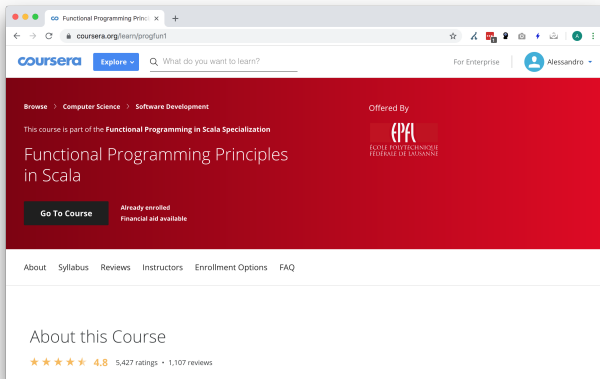 Functional Programming Princi
coursera.org/learn/progfun1
1
A
coursera
Explore
What do you want to learn?
For Enterprise
Alessandro
Browse > Computer Science > Software Development
Offered By
This course is part of the Functional Programming in Scala Specialization
EPFL
ÉCOLE POLYTECHNIQUE
FÉDÉRALE DE LAUSANNE
Functional Programming Principles
in Scala
Go To Course
Already enrolled
Financial aid available
About Syllabus Reviews Instructors Enrollment Options FAQ
About this Course
4.8 5,427 ratings • 1,107 reviews